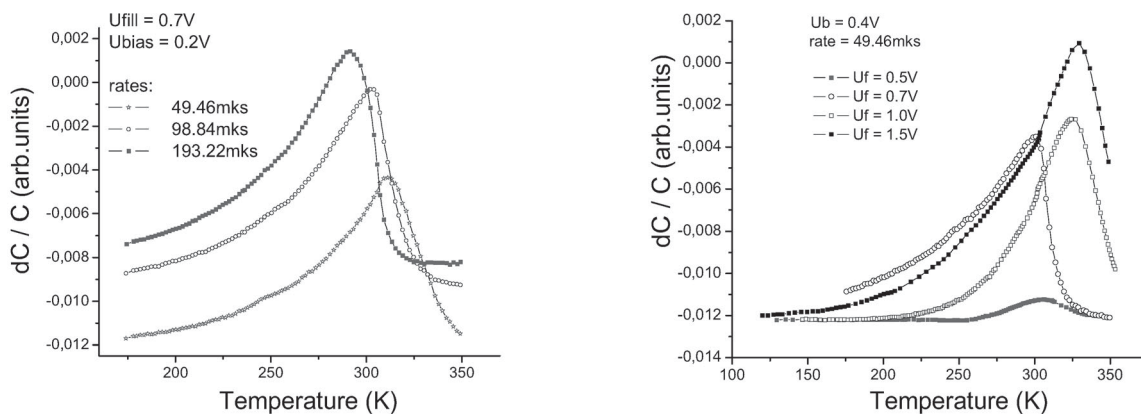 Ufill = 0.7V
Ubias = 0.2V
rates:
49.46mks
98.84mks
193.22mks
0,002
0,000
-0,002
-0,004
-0,006
-0,008
-0,010
-0,012
dC / C (arb.units)
200
250
300
350
Temperature (K)
Ub = 0.4V
rate = 49.46mks
Uf = 0.5V
Uf = 0.7V
Uf = 1.0V
Uf = 1.5V
0,002
0,000
-0,002
-0,004
-0,006
-0,008
-0,010
-0,012
-0,014
dC / C (arb.units)
100
150
200
250
300
350
Temperature (K)